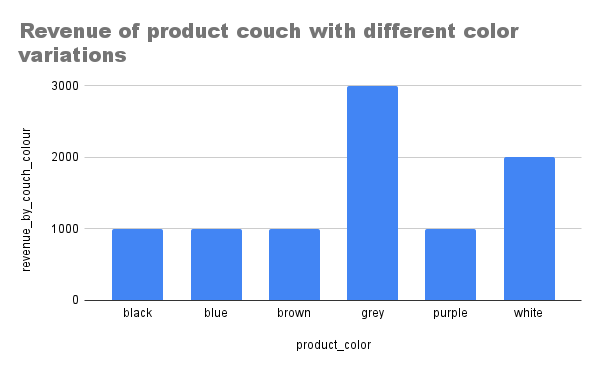 Revenue of product couch with different color
variations
3000
2000
1000
0
revenue_by_couch_colour
black blue brown grey purple white
product_color